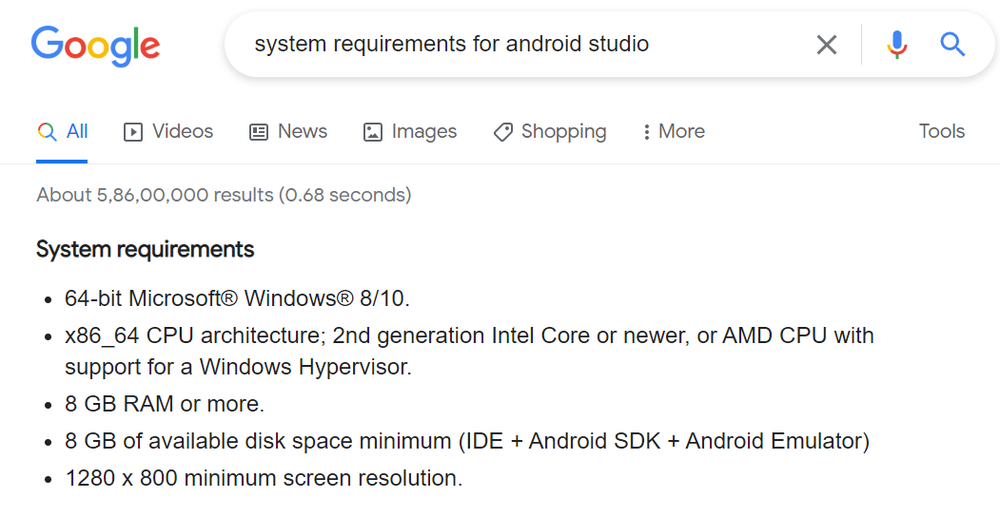 Google
system requirements for android studio
All Videos News Images Shopping More Tools
About 5,86,00,000 results (0.68 seconds)
System requirements
• 64-bit Microsoft® Windows® 8/10.
• x86_64 CPU architecture; 2nd generation Intel Core or newer, or AMD CPU with
support for a Windows Hypervisor.
• 8 GB RAM or more.
• 8 GB of available disk space minimum (IDE + Android SDK + Android Emulator)
• 1280 x 800 minimum screen resolution.